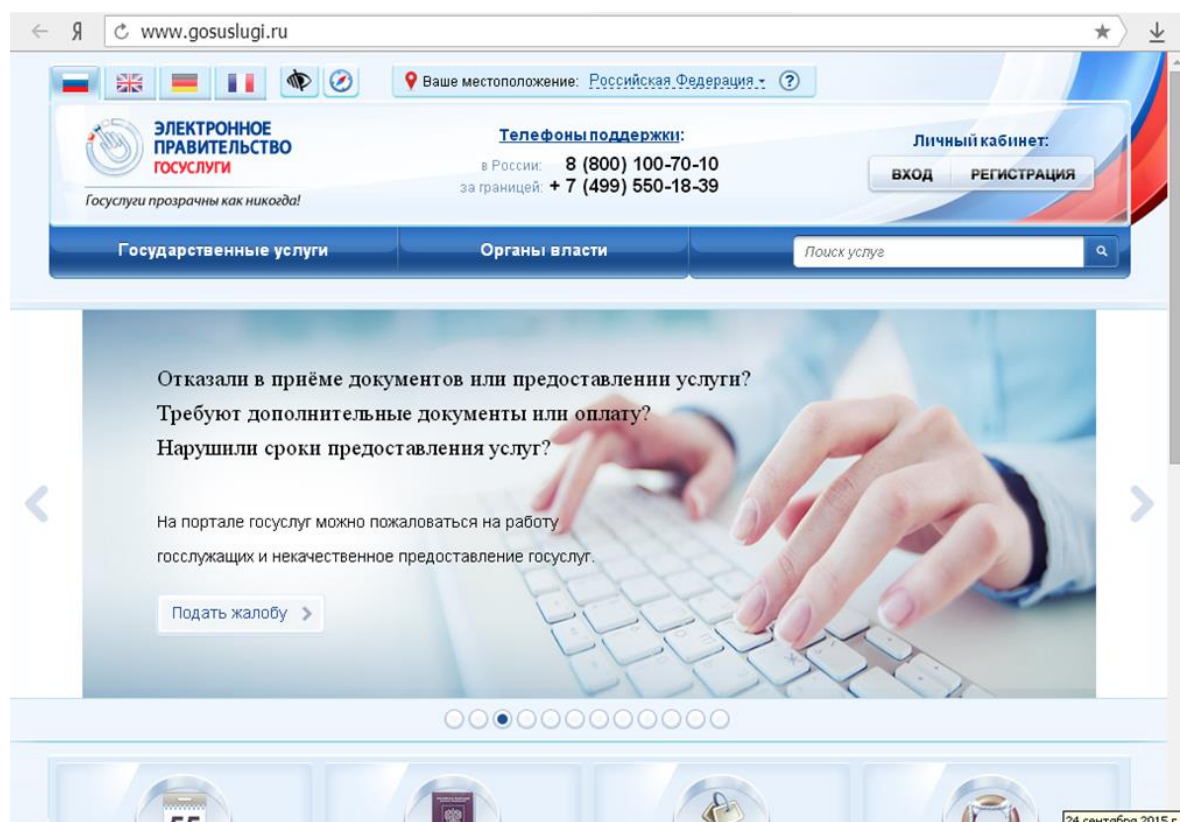 Я
www.gosuslugi.ru
Ваше местоположение: Российская Федерация ?
ЭЛЕКТРОННОЕ
ПРАВИТЕЛЬСТВО
ГОСУСЛУГИ
Госуслуги прозрачны как никогда!
Телефоны поддержки:
в России: 8 (800) 100-70-10
за границей: + 7 (499) 550-18-39
Личный кабинет:
ВХОД РЕГИСТРАЦИЯ
Государственные услуги Органы власти Поиск услуг
Отказали в приёме документов или предоставлении услуги?
Требуют дополнительные документы или оплату?
Нарушили сроки предоставления услуг?
На портале госуслуг можно пожаловаться на работу
госслужащих и некачественное предоставление госуслуг.
Подать жалобу
24 сентября 2015 г.